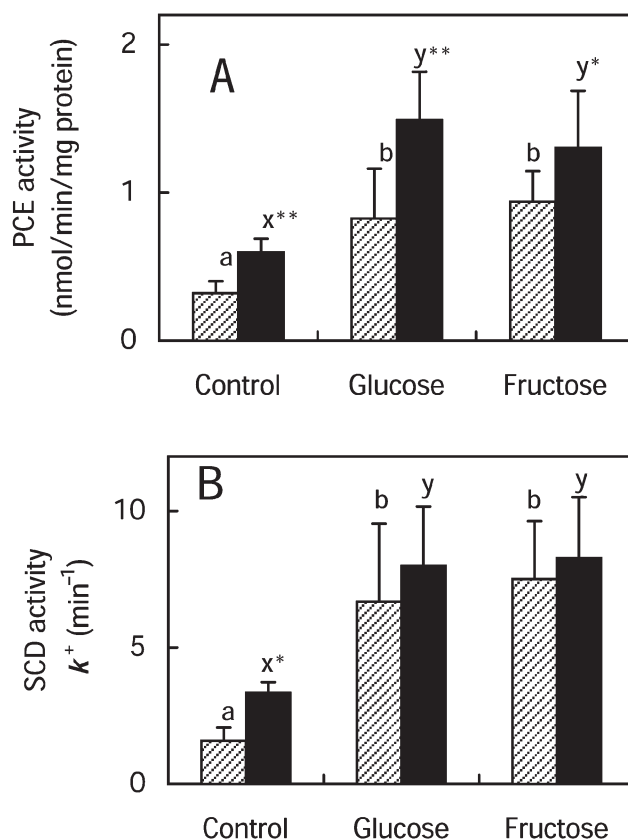 2
A
y**
y*
PCE activity
(nmol/min/mg protein)
b
b
1
x**
a
0
Control Glucose Fructose
B
y
y
b
b
10
SCD activity
k+ (min⁻¹)
5
x*
a
0
Control Glucose Fructose